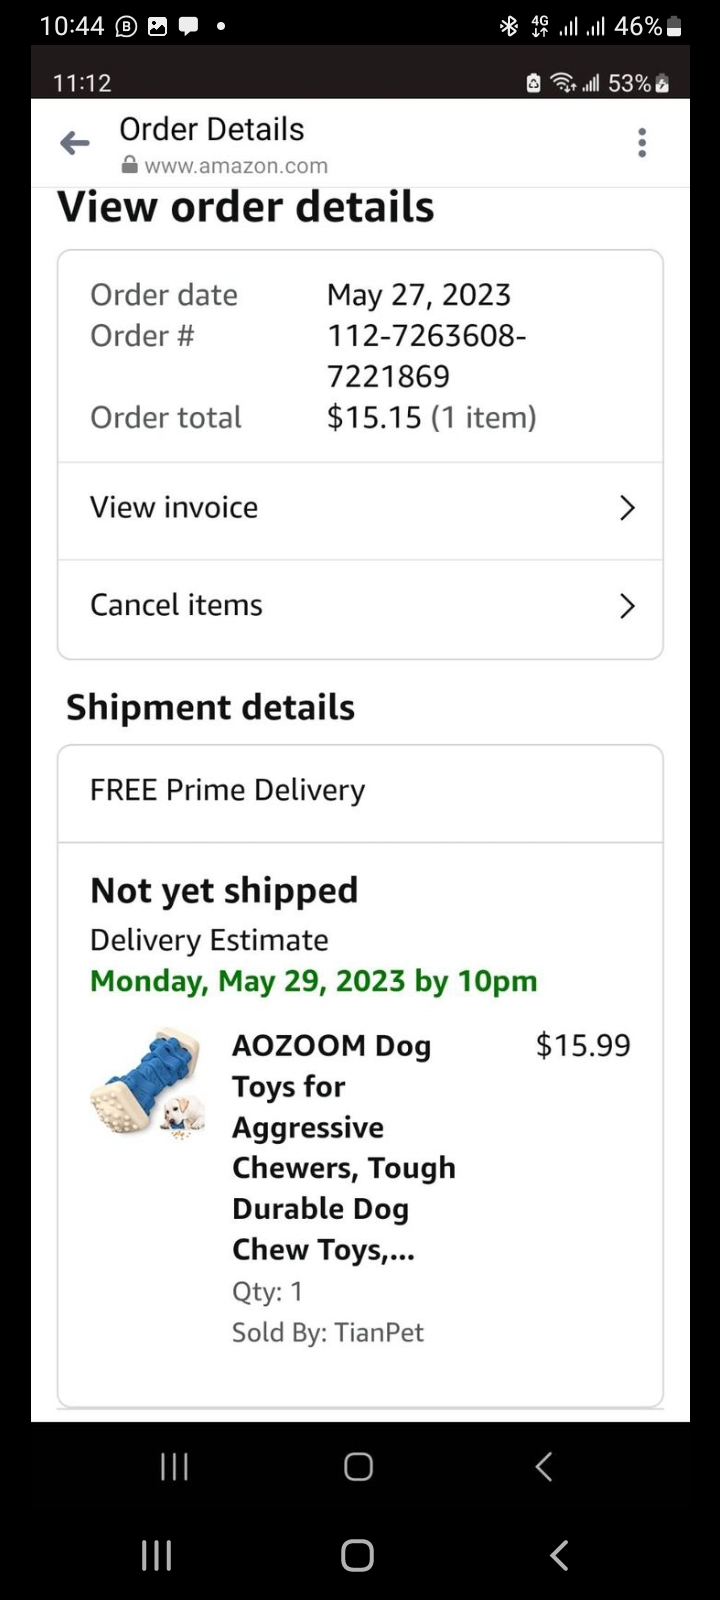 10:44
46%
11:12
53%
Order Details
www.amazon.com
View order details
Order date May 27, 2023
Order # 112-7263608-
7221869
Order total $15.15 (1 item)
View invoice
Cancel items
Shipment details
FREE Prime Delivery
Not yet shipped
Delivery Estimate
Monday, May 29, 2023 by 10pm
AOZOOM Dog $15.99
Toys for
Aggressive
Chewers, Tough
Durable Dog
Chew Toys,...
Qty: 1
Sold By: TianPet